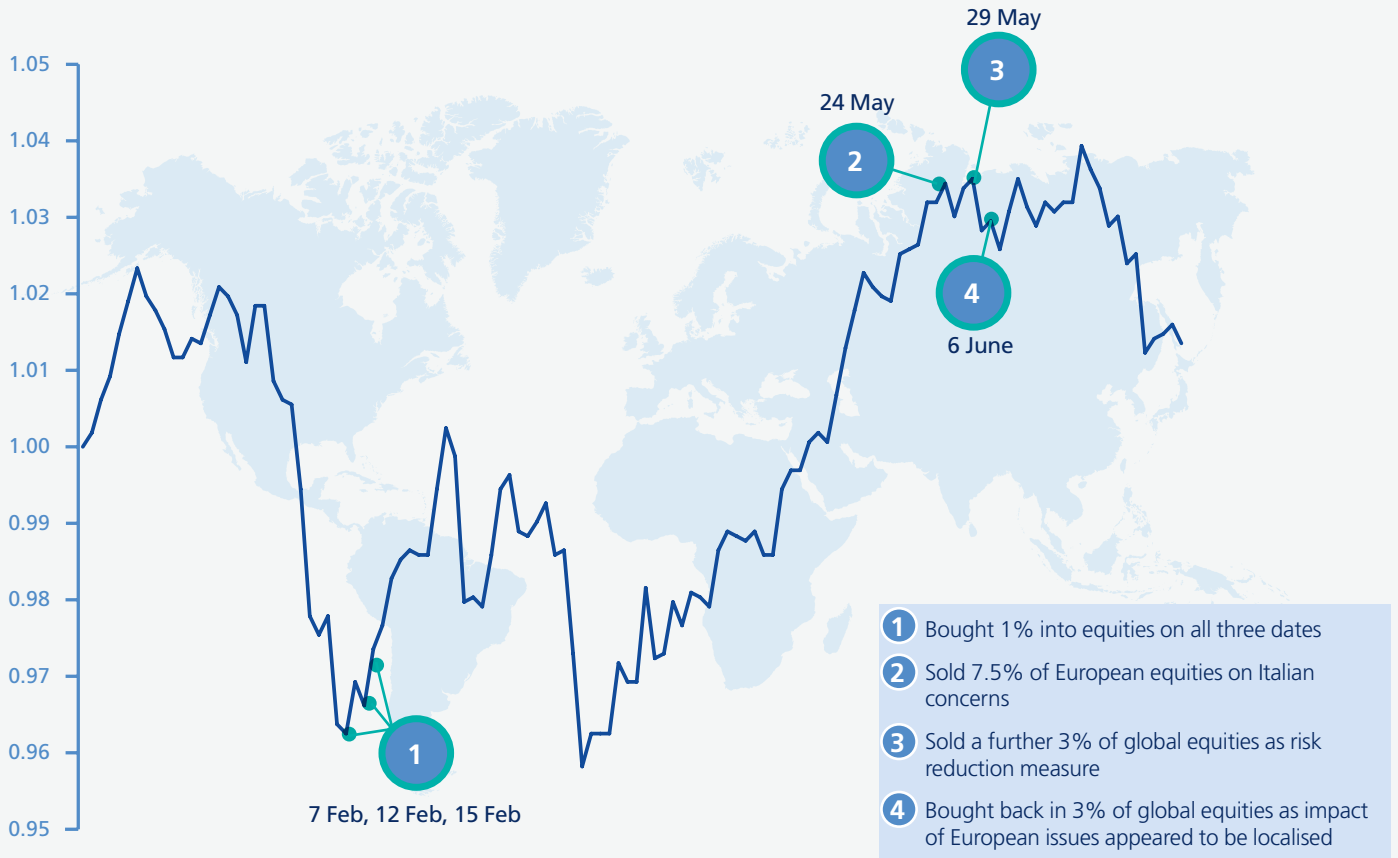 29 May
3
24 May
2
1.05
1.04
1.03
1.02
1.01
1.00
0.99
0.98
0.97
0.96
0.95
4
6 June
1
7 Feb, 12 Feb, 15 Feb
1 Bought 1% into equities on all three dates
2 Sold 7.5% of European equities on Italian
concerns
3 Sold a further 3% of global equities as risk
reduction measure
4 Bought back in 3% of global equities as impact
of European issues appeared to be localised